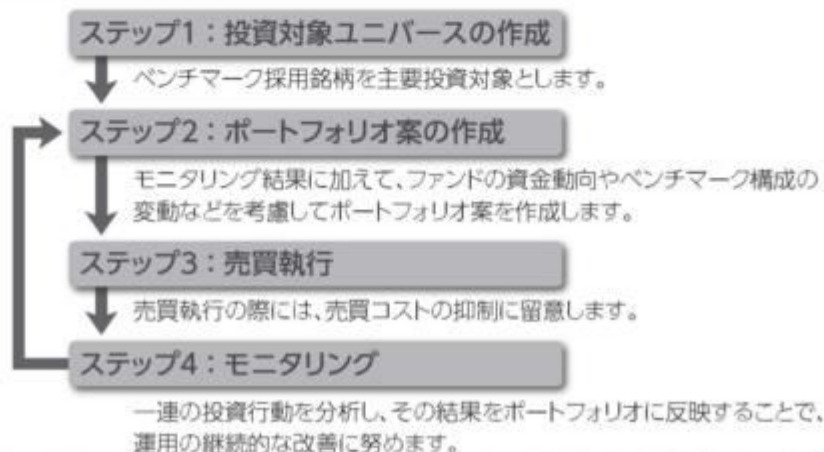 ステップ1：投資対象ユニバースの作成
ベンチマーク採用銘柄を主要投資対象とします。
ステップ2：ポートフォリオ案の作成
モニタリング結果に加えて、ファンドの資金動向やベンチマーク構成の
変動などを考慮してポートフォリオ案を作成します。
ステップ3：売買執行
売買執行の際には、売買コストの抑制に留意します。
ステップ4：モニタリング
一連の投資行動を分析し、その結果をポートフォリオに反映することで、
運用の継続的な改善に努めます。